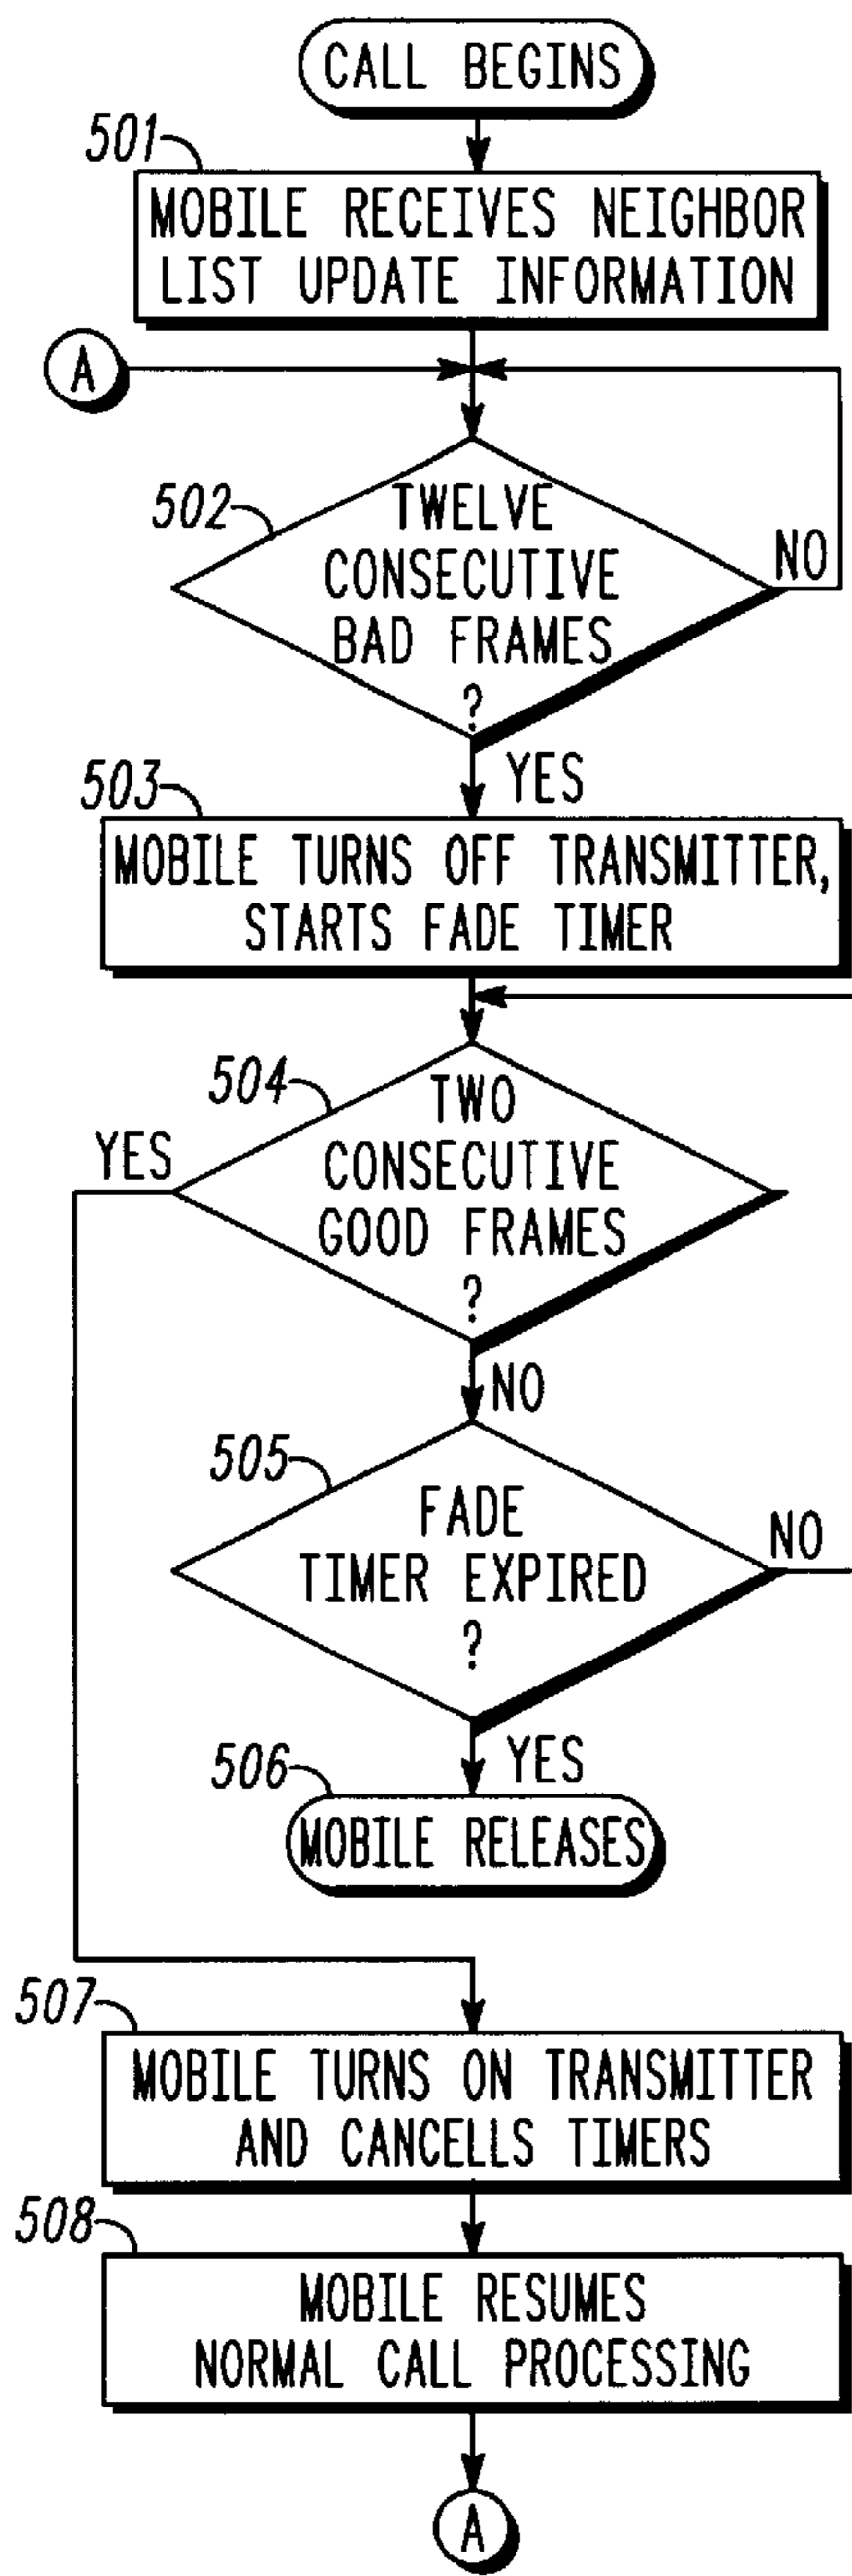 CALL BEGINS
501
MOBILE RECEIVES NEIGHBOR
LIST UPDATE INFORMATION
A
502
TWELVE
CONSECUTIVE
BAD FRAMES
?
NO
YES
503
MOBILE TURNS OFF TRANSMITTER,
STARTS FADE TIMER
504
TWO
CONSECUTIVE
GOOD FRAMES
?
YES
NO
505
FADE
TIMER EXPIRED
?
NO
YES
506
MOBILE RELEASES
507
MOBILE TURNS ON TRANSMITTER
AND CANCELLS TIMERS
508
MOBILE RESUMES
NORMAL CALL PROCESSING
A